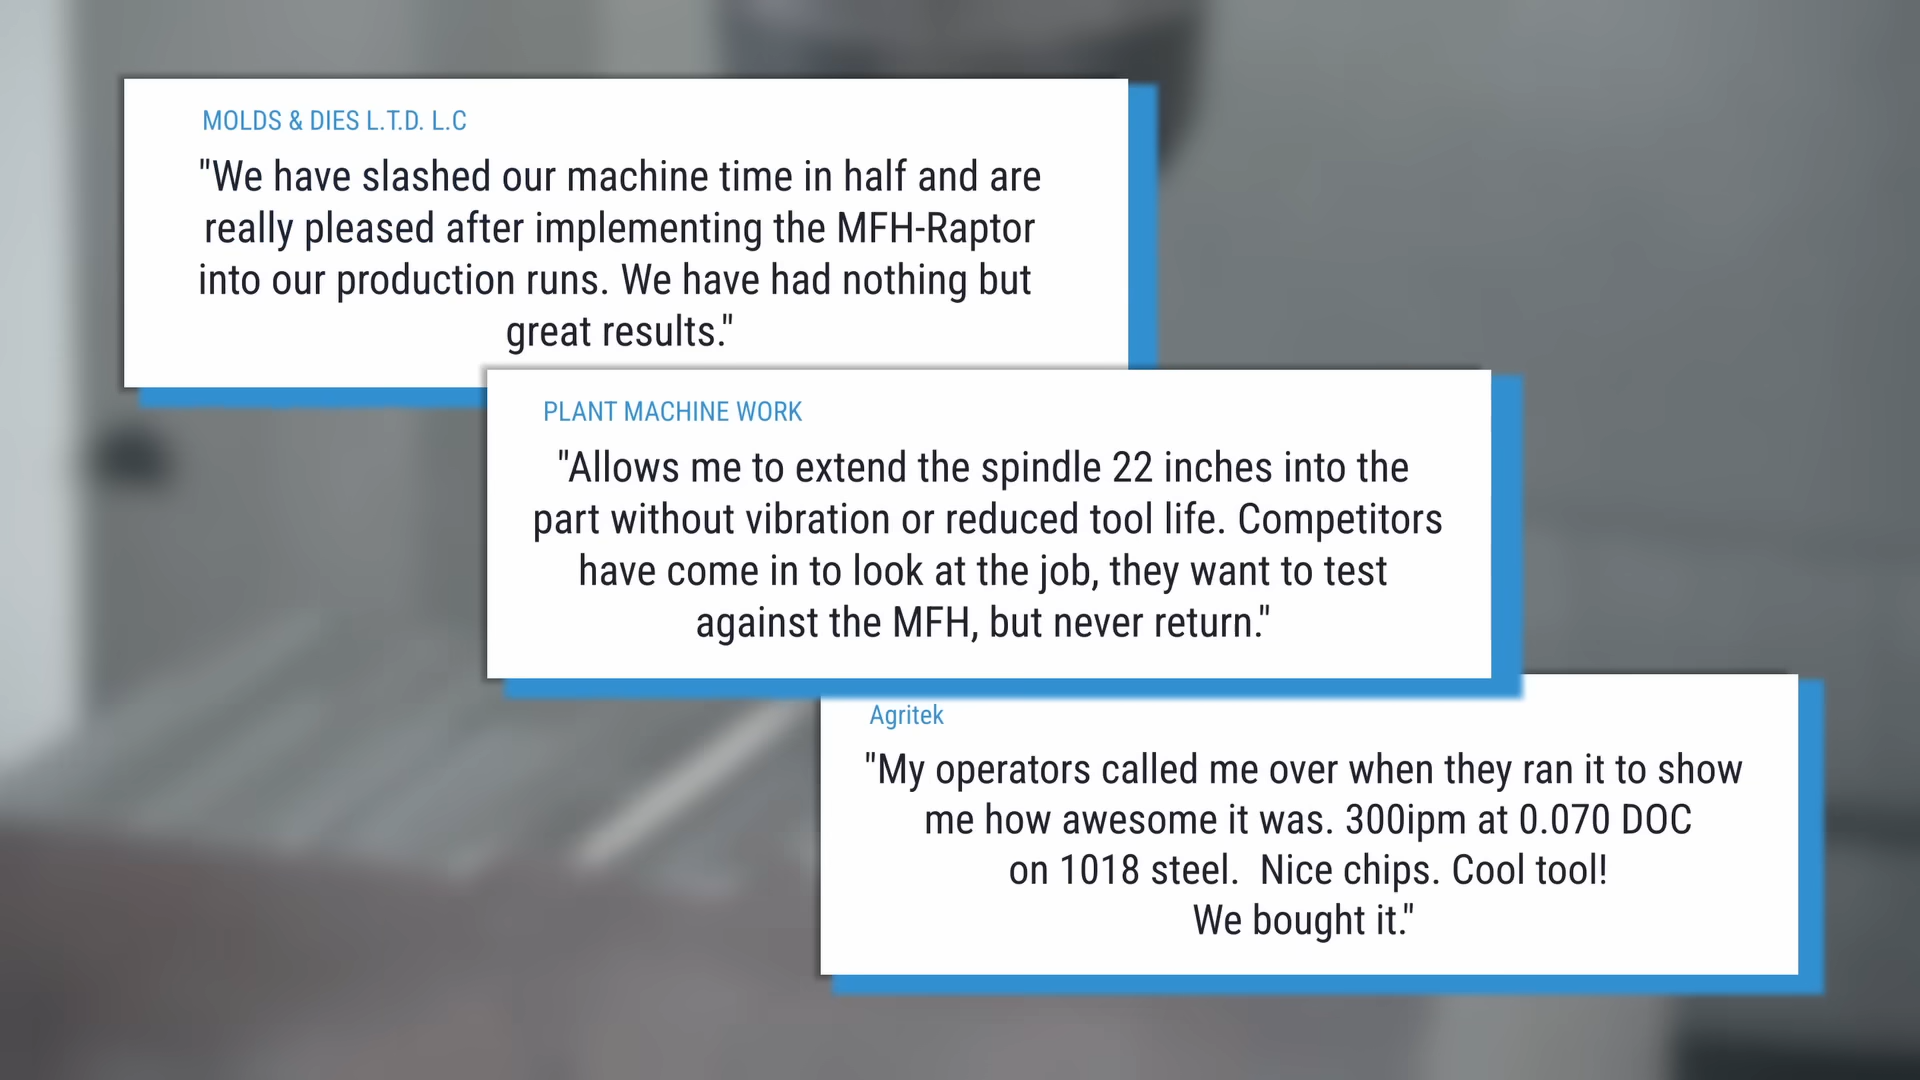 MOLDS & DIES L.T.D. L.C
"We have slashed our machine time in half and are
really pleased after implementing the MFH-Raptor
into our production runs. We have had nothing but
great results."
PLANT MACHINE WORK
"Allows me to extend the spindle 22 inches into the
part without vibration or reduced tool life. Competitors
have come in to look at the job, they want to test
against the MFH, but never return."
Agritek
"My operators called me over when they ran it to show
me how awesome it was. 300ipm at 0.070 DOC
on 1018 steel.  Nice chips. Cool tool!
We bought it."